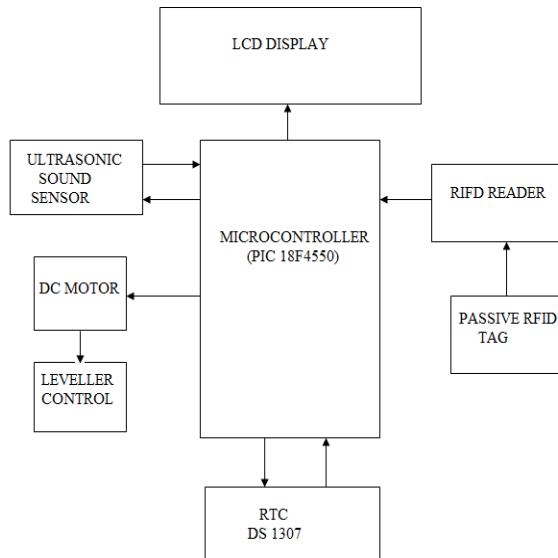 LCD DISPLAY
ULTRASONIC
SOUND
SENSOR
RIFD READER
MICROCONTROLLER
(PIC 18F4550)
DC MOTOR
PASSIVE RFID
TAG
LEVELLER
CONTROL
RTC
DS 1307